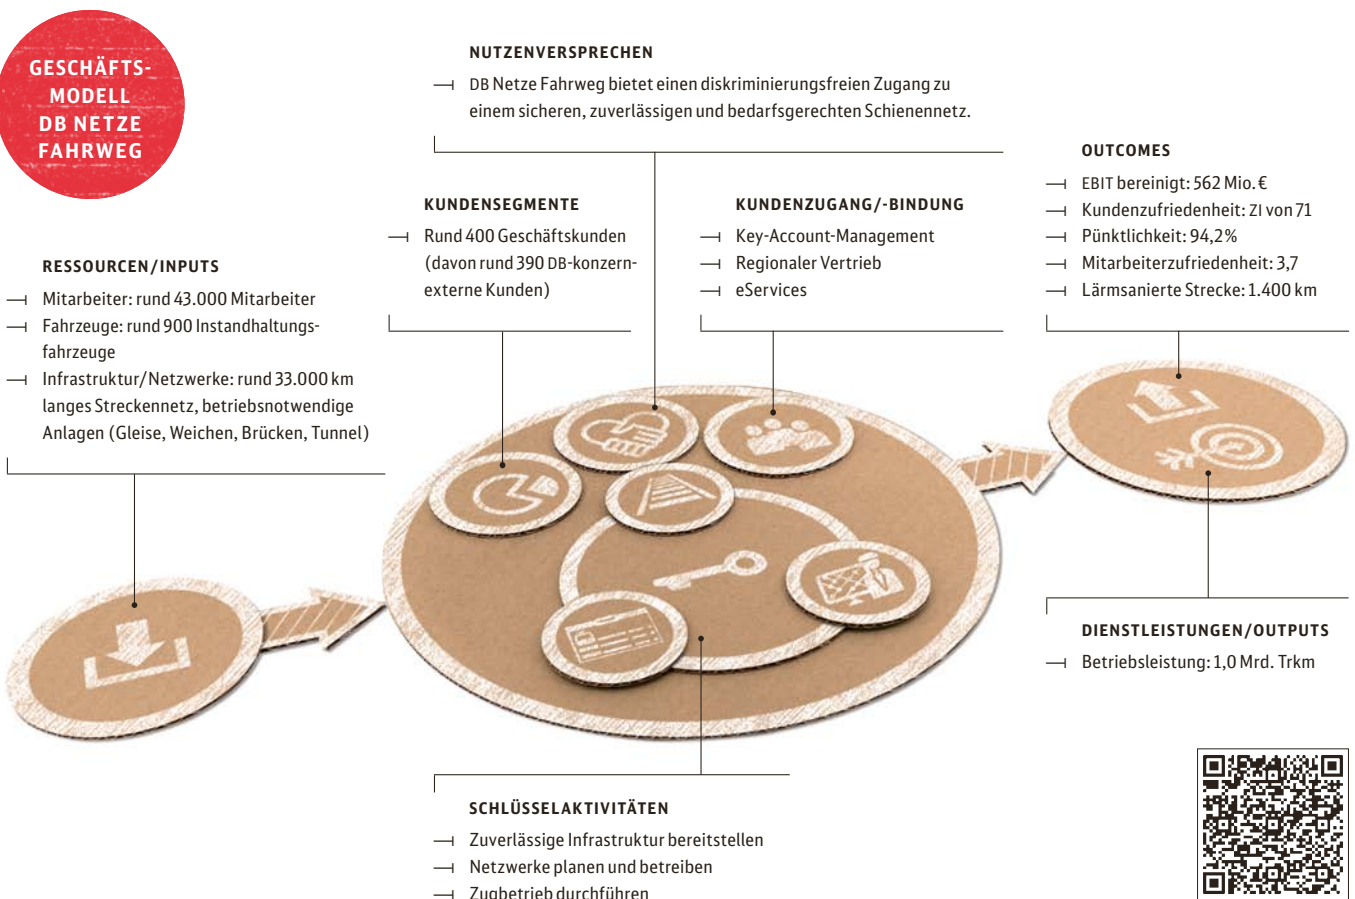 GESCHÄFTS-
MODELL
DB NETZE
FAHRWEG
NUTZENVERSPRECHEN
DB Netze Fahrweg bietet einen diskriminierungsfreien Zugang zu
einem sicheren, zuverlässigen und bedarfsgerechten Schienennetz.
RESSOURCEN/INPUTS
Mitarbeiter: rund 43.000 Mitarbeiter
Fahrzeuge: rund 900 Instandhaltungs-
fahrzeuge
Infrastruktur/Netzwerke: rund 33.000 km
langes Streckennetz, betriebsnotwendige
Anlagen (Gleise, Weichen, Brücken, Tunnel)
KUNDENSEGMENTE
Rund 400 Geschäftskunden
(davon rund 390 DB-konzern-
externe Kunden)
KUNDENZUGANG/-BINDUNG
Key-Account-Management
Regionaler Vertrieb
eServices
OUTCOMES
EBIT bereinigt: 562 Mio. €
Kundenzufriedenheit: ZI von 71
Pünktlichkeit: 94,2%
Mitarbeiterzufriedenheit: 3,7
Lärmsanierte Strecke: 1.400 km
DIENSTLEISTUNGEN/OUTPUTS
Betriebsleistung: 1,0 Mrd. Trkm
SCHLÜSSELAKTIVITÄTEN
Zuverlässige Infrastruktur bereitstellen
Netzwerke planen und betreiben
Zugbetrieb durchführen